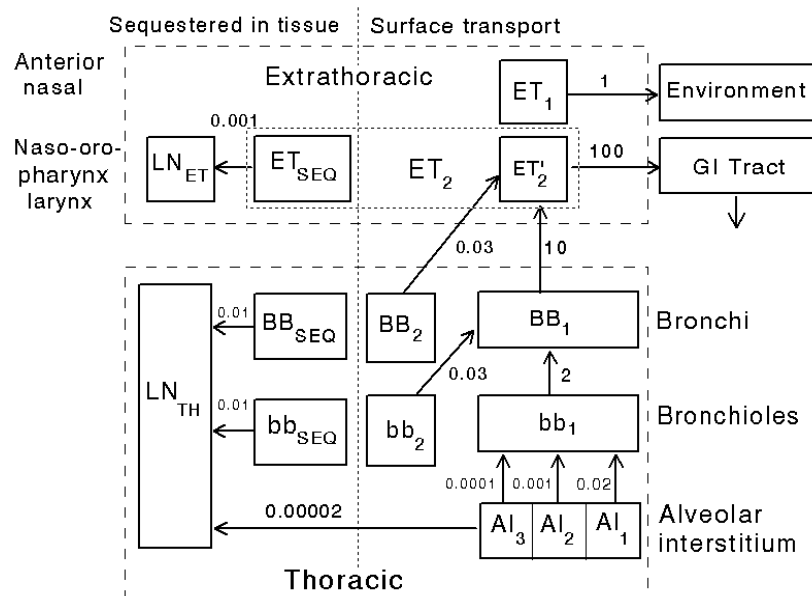 Sequestered in tissue Surface transport
Anterior nasal
Extrathoracic
ET1
1
Environment
Naso-oro-
pharynx
larynx
LNET
0.001
ETSEQ
ET2
ET'2
100
GI Tract
0.03
10
LNTH
0.01
BBSEQ
BB2
BB1
Bronchi
0.03
2
0.01
bbSEQ
bb2
bb1
Bronchioles
0.0001 0.001 0.02
0.00002
AI3 AI2 AI1
Alveolar
interstitium
Thoracic